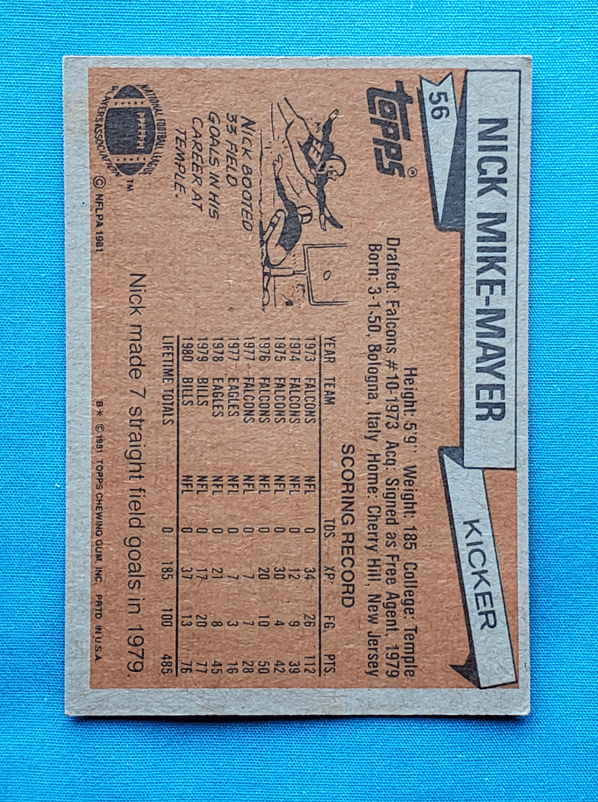 56
NICK MIKE-MAYER
KICKER
TOPPS®
Height: 5'9" Weight: 185 College: Temple
Drafted: Falcons #10-1973 Acq: Signed as Free Agent, 1979
Born: 3-1-50, Bologna, Italy Home: Cherry Hill, New Jersey
NICK BOOTED
33 FIELD
GOALS IN HIS
CAREER AT
TEMPLE.
SCORING RECORD
YEAR TEAM TDS. XP. FG. PTS.
1973 FALCONS NFL 0 34 26 112
1974 FALCONS NFL 0 12 9 39
1975 FALCONS NFL 0 30 4 42
1976 FALCONS NFL 0 20 10 50
1977 FALCONS NFL 0 7 7 28
1977 EAGLES NFL 0 7 3 16
1978 EAGLES NFL 0 21 8 45
1979 BILLS NFL 0 17 20 77
1980 BILLS NFL 0 37 13 76
LIFETIME TOTALS 0 185 100 485
NATIONAL FOOTBALL LEAGUE
PLAYERS ASSOCIATION
TM
© NFLPA 1981
Nick made 7 straight field goals in 1979.
B* © 1981 TOPPS CHEWING GUM, INC. PRTD. IN U.S.A.